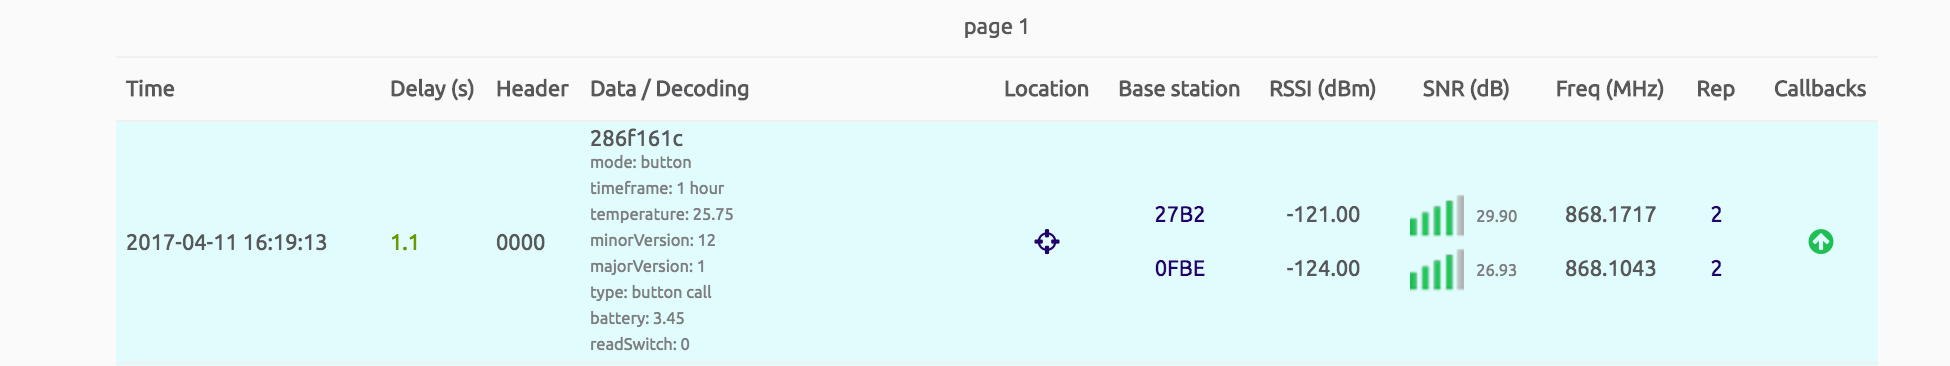 page 1
Time Delay (s) Header Data / Decoding Location Base station RSSI (dBm) SNR (dB) Freq (MHz) Rep Callbacks
286f161c
mode: button
timeframe: 1 hour
temperature: 25.75
27B2 -121.00 29.90 868.1717 2
minorVersion: 12
2017-04-11 16:19:13 1.1 0000
majorVersion: 1
0FBE -124.00 26.93 868.1043 2
type: button call
battery: 3.45
readSwitch: 0